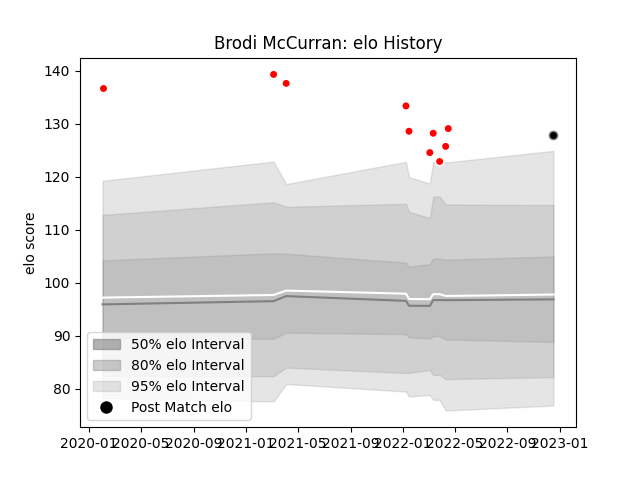 Brodi McCurran: elo History
elo score
140
130
120
110
100
90
80
50% elo Interval
80% elo Interval
95% elo Interval
Post Match elo
2020-01 2020-05 2020-09 2021-01 2021-05 2021-09 2022-01 2022-05 2022-09 2023-01